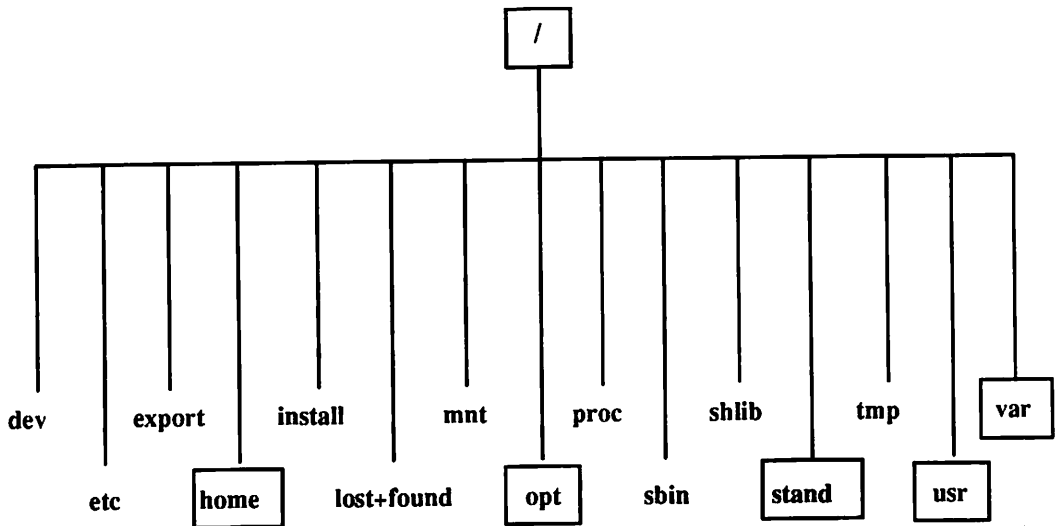 /
dev export install mnt proc shlib tmp var
etc home lost+found opt sbin stand usr